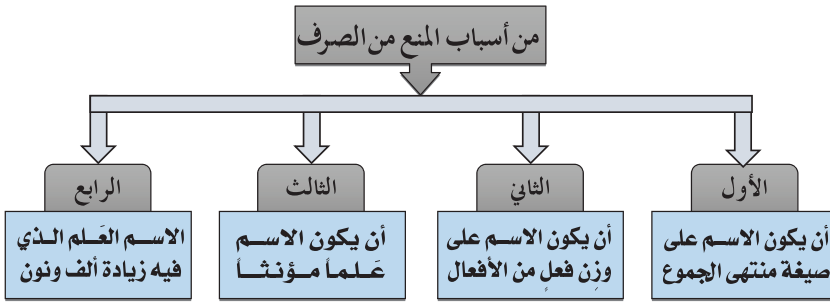 من أسباب المنع من الصرف
الأول
أن يكون الاسم على
صيغة منتهى الجموع
الثاني
أن يكون الاسم على
وزن فعلٍ من الأفعال
الثالث
أن يكون الاسم
عَلماً مؤنثاً
الرابع
الاسم العَلم الذي
فيه زيادة ألف ونون